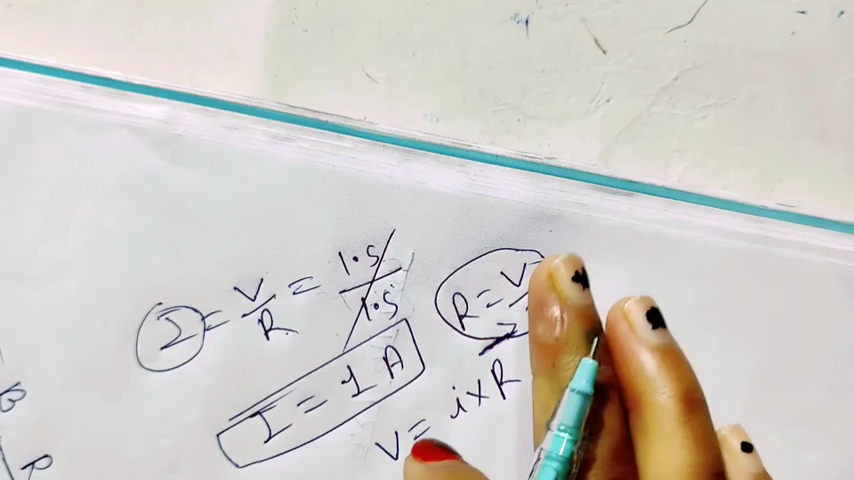 I = V/R = 1.5/1.5
R = V
I = 1 A
V = i x R
B
R